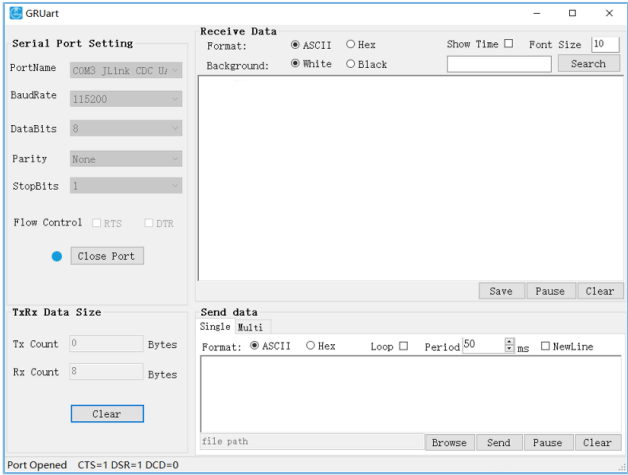 GRUart
Serial Port Setting
PortName COM3 JLink CDC UA
BaudRate 115200
DataBits 8
Parity None
StopBits 1
Flow Control RTS DTR
Close Port
Receive Data
Format: ASCII Hex Show Time Font Size 10
Background: White Black Search
Save Pause Clear
TxRx Data Size
Tx Count 0 Bytes
Rx Count 8 Bytes
Clear
Send data
Single Multi
Format: ASCII Hex Loop Period 50 ms NewLine
file path Browse Send Pause Clear
Port Opened CTS=1 DSR=1 DCD=0